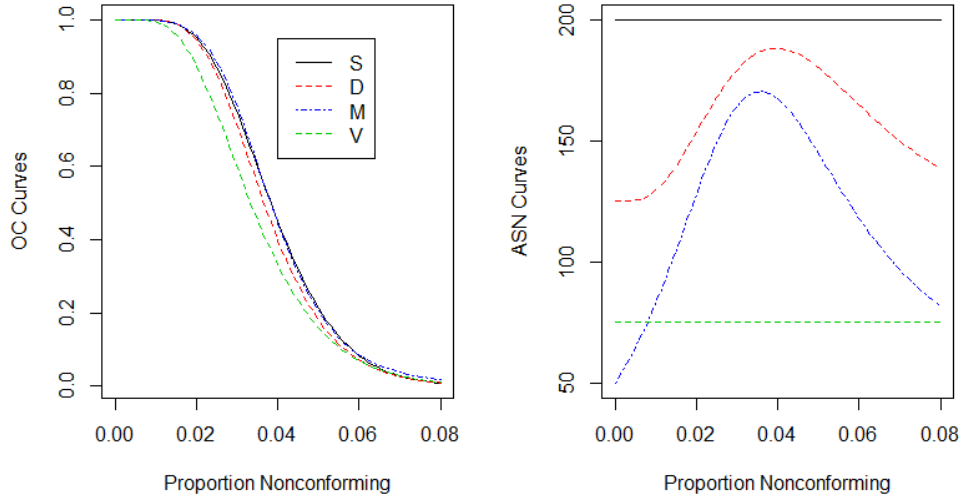 OC Curves
1.0
0.8
0.6
0.4
0.2
0.0
S
D
M
V
0.00 0.02 0.04 0.06 0.08
Proportion Nonconforming
ASN Curves
200
150
100
50
0.00 0.02 0.04 0.06 0.08
Proportion Nonconforming